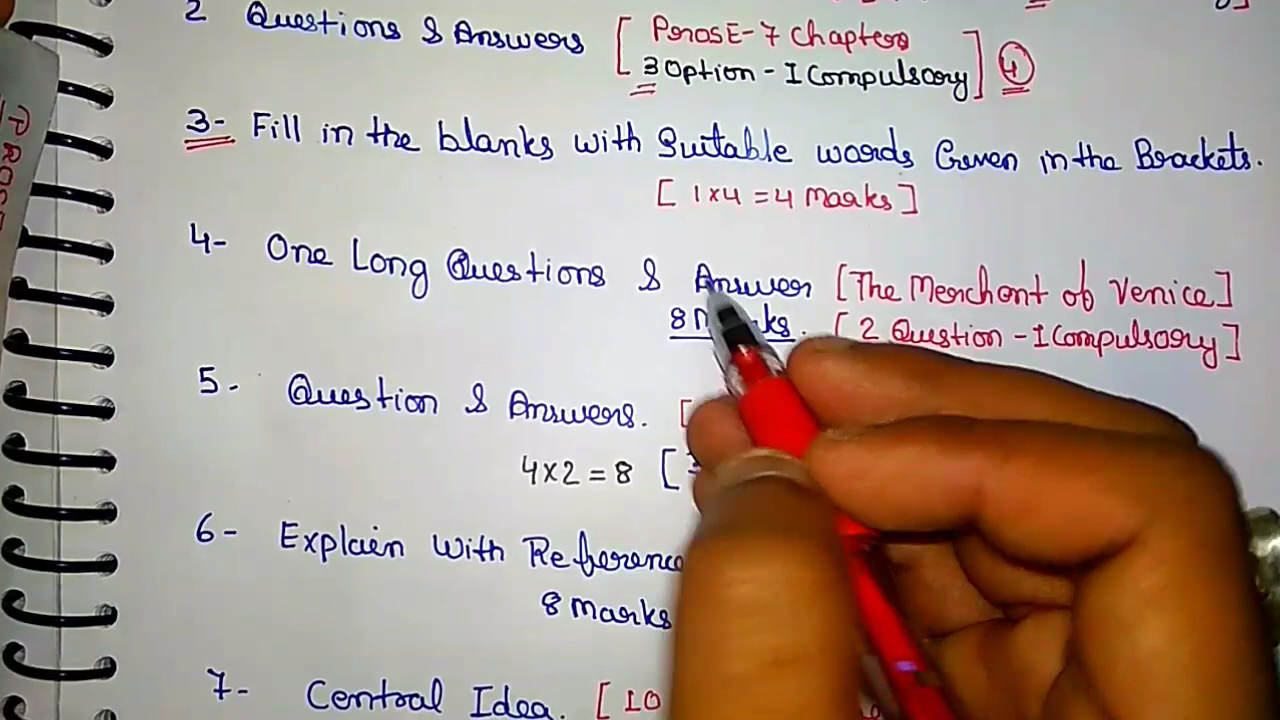 2 Questions & Answers [ Perose-7 Chapters
3 Option - I Compulsory ] 4
3- Fill in the blanks with Suitable words Given in the Brackets.
[ 1x4 = 4 Marks ]
4- One Long Questions & Answer [The Merchant of Venice]
8 Marks. [ 2 Question - I Compulsory ]
5. Question & Answers. [
4x2 = 8 [
6- Explain With Reference
8 Marks
7- Central Idea. [ 10
PROSE